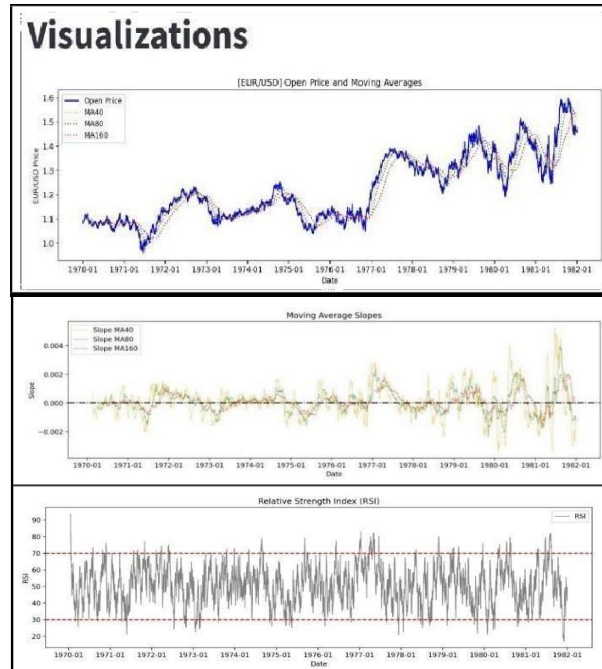 Visualizations
[EUR/USD] Open Price and Moving Averages
Open Price
MA40
MA80
MA160
EUR/USD Price
1.6
1.5
1.4
1.3
1.2
1.1
1.0
1970-01 1971-01 1972-01 1973-01 1974-01 1975-01 1976-01 1977-01 1978-01 1979-01 1980-01 1981-01 1982-01
Date
Moving Average Slopes
Slope MA40
Slope MA80
Slope MA160
Slope
0.004
0.002
0.000
−0.002
1970-01 1971-01 1972-01 1973-01 1974-01 1975-01 1976-01 1977-01 1978-01 1979-01 1980-01 1981-01 1982-01
Date
Relative Strength Index (RSI)
RSI
RSI
90
80
70
60
50
40
30
20
1970-01 1971-01 1972-01 1973-01 1974-01 1975-01 1976-01 1977-01 1978-01 1979-01 1980-01 1981-01 1982-01
Date